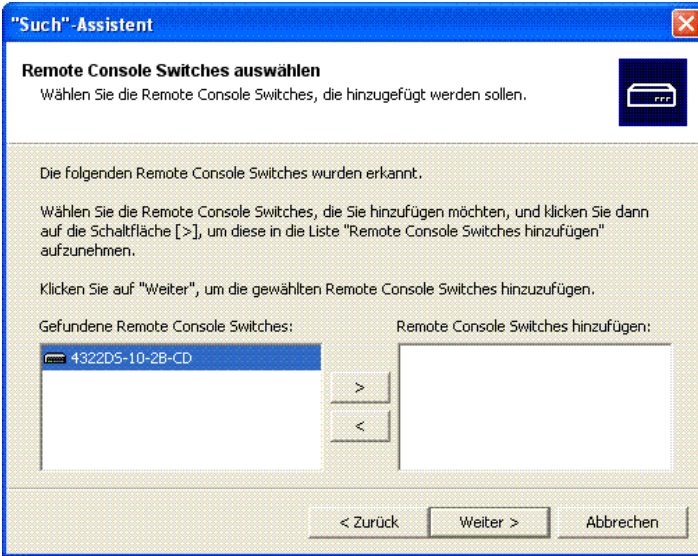 "Such"-Assistent
Remote Console Switches auswählen
Wählen Sie die Remote Console Switches, die hinzugefügt werden sollen.
Die folgenden Remote Console Switches wurden erkannt.
Wählen Sie die Remote Console Switches, die Sie hinzufügen möchten, und klicken Sie dann
auf die Schaltfläche [>], um diese in die Liste "Remote Console Switches hinzufügen"
aufzunehmen.
Klicken Sie auf "Weiter", um die gewählten Remote Console Switches hinzuzufügen.
Gefundene Remote Console Switches:
Remote Console Switches hinzufügen:
4322DS-10-2B-CD
>
<
< Zurück
Weiter >
Abbrechen